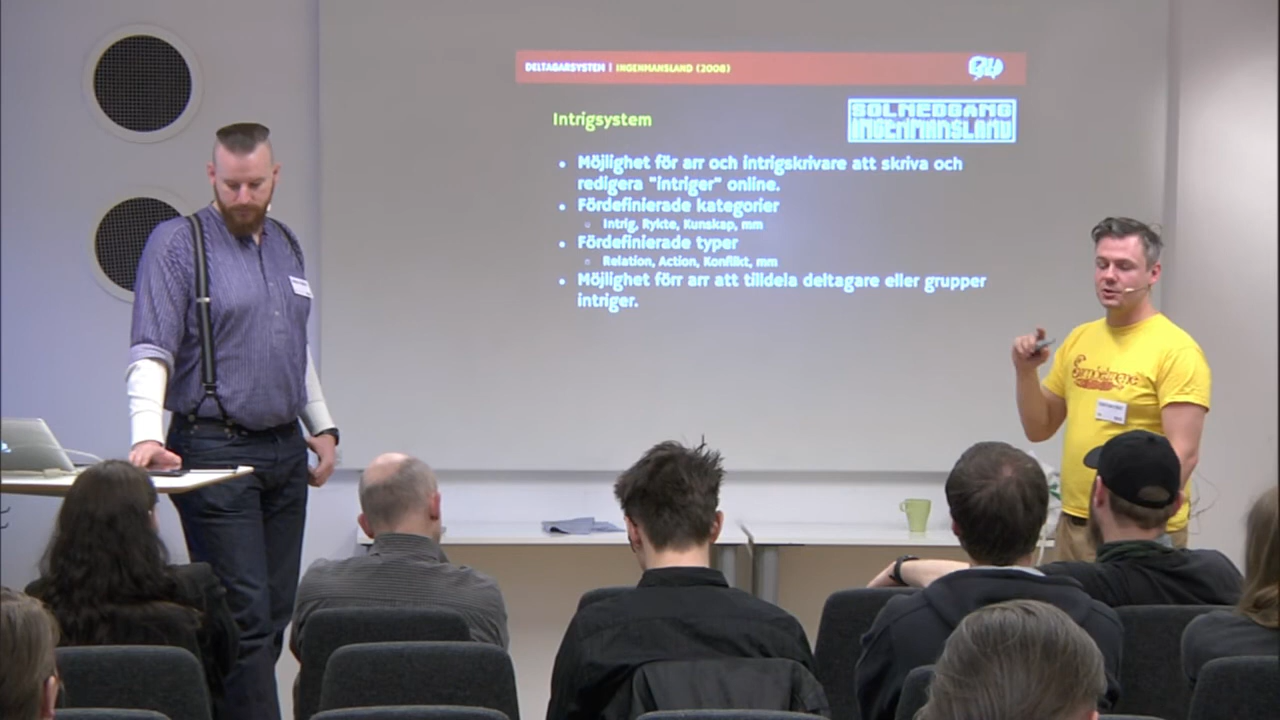 DELTAGARSYSTEM | INGENMANSLAND (2008)
SOLMEDGANG
INGENMANSLAND
Intrigsystem
• Möjlighet för arr och intrigskrivare att skriva och
redigera "intriger" online.
• Fördefinierade kategorier
○ Intrig, Rykte, Kunskap, mm
• Fördefinierade typer
○ Relation, Action, Konflikt, mm
• Möjlighet förr arr att tilldela deltagare eller grupper
intriger.